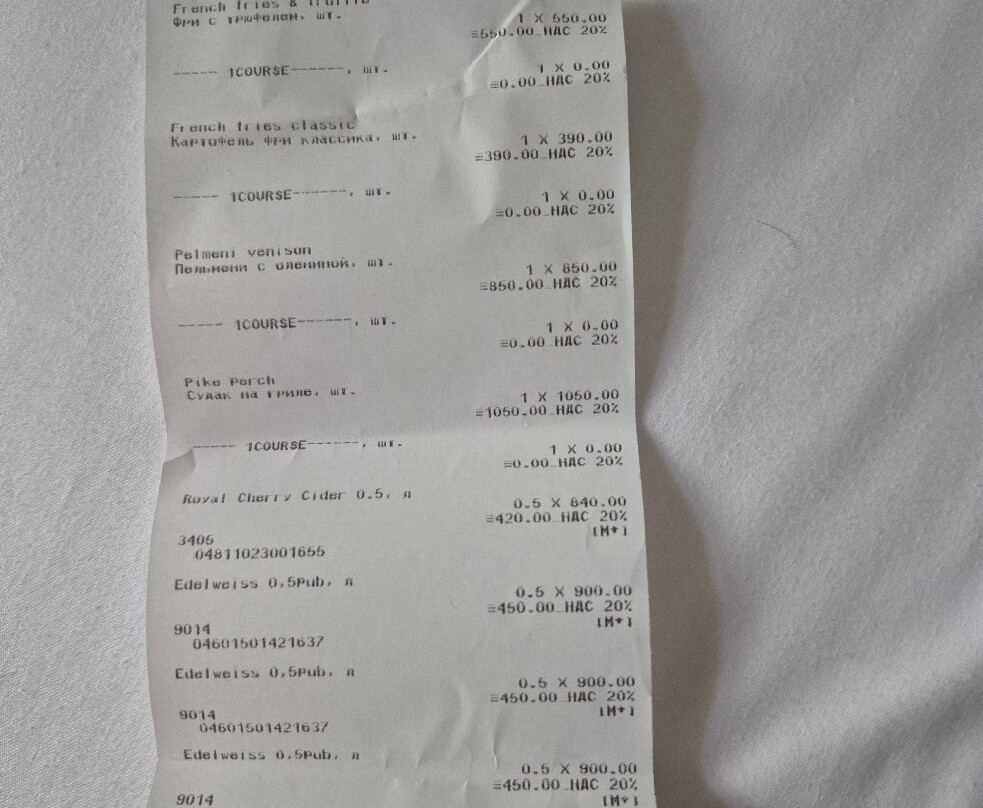 French fries & truffle
Фри с трюфелем, шт.
1 X 550.00
≡550.00_НДС 20%
----- 1COURSE------, шт.
1 X 0.00
≡0.00_НДС 20%
French fries classic
Картофель фри классика, шт.
1 X 390.00
≡390.00_НДС 20%
----- 1COURSE------, шт.
1 X 0.00
≡0.00_НДС 20%
Pelmeni venison
Пельмени с олениной, шт.
1 X 850.00
≡850.00_НДС 20%
----- 1COURSE------, шт.
1 X 0.00
≡0.00_НДС 20%
Pike Perch
Судак на гриле, шт.
1 X 1050.00
≡1050.00_НДС 20%
----- 1COURSE------, шт.
1 X 0.00
≡0.00_НДС 20%
Royal Cherry Cider 0.5, л
0.5 X 840.00
≡420.00_НДС 20%
[M+]
3405
04811023001655
Edelweiss 0,5Pub, л
0.5 X 900.00
≡450.00_НДС 20%
[M+]
9014
04601501421637
Edelweiss 0,5Pub, л
0.5 X 900.00
≡450.00_НДС 20%
[M+]
9014
04601501421637
Edelweiss 0.5Pub, л
0.5 X 900.00
≡450.00_НДС 20%
[M+]
9014